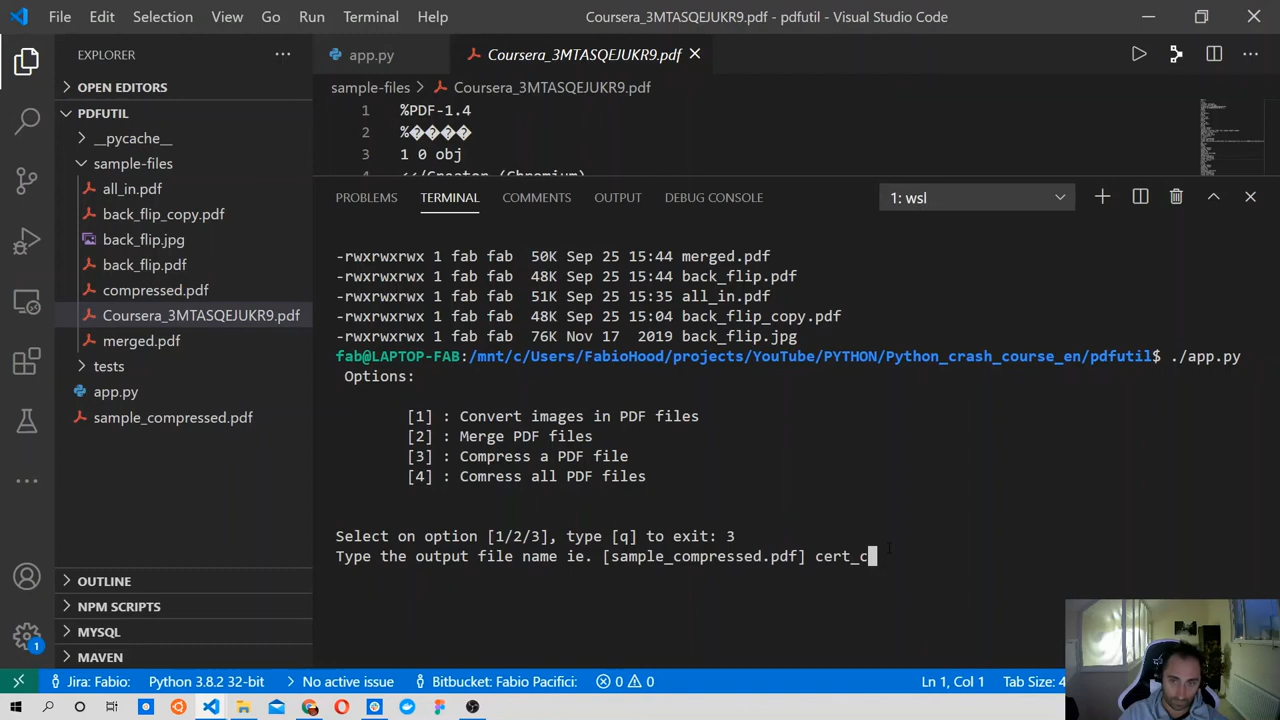 File Edit Selection View Go Run Terminal Help
Coursera_3MTASQEJUKR9.pdf - pdfutil - Visual Studio Code
EXPLORER
OPEN EDITORS
PDFUTIL
__pycache__
sample-files
all_in.pdf
back_flip_copy.pdf
back_flip.jpg
back_flip.pdf
compressed.pdf
Coursera_3MTASQEJUKR9.pdf
merged.pdf
tests
app.py
sample_compressed.pdf
OUTLINE
NPM SCRIPTS
MYSQL
MAVEN
app.py
Coursera_3MTASQEJUKR9.pdf
sample-files Coursera_3MTASQEJUKR9.pdf
1 %PDF-1.4
2 %����
3 1 0 obj
4 <</Creator (Chromium)
PROBLEMS TERMINAL COMMENTS OUTPUT DEBUG CONSOLE
1: wsl
-rwxrwxrwx 1 fab fab 50K Sep 25 15:44 merged.pdf
-rwxrwxrwx 1 fab fab 48K Sep 25 15:44 back_flip.pdf
-rwxrwxrwx 1 fab fab 51K Sep 25 15:35 all_in.pdf
-rwxrwxrwx 1 fab fab 48K Sep 25 15:04 back_flip_copy.pdf
-rwxrwxrwx 1 fab fab 76K Nov 17 2019 back_flip.jpg
fab@LAPTOP-FAB:/mnt/c/Users/FabioHood/projects/YouTube/PYTHON/Python_crash_course_en/pdfutil$ ./app.py
Options:
[1] : Convert images in PDF files
[2] : Merge PDF files
[3] : Compress a PDF file
[4] : Comress all PDF files
Select on option [1/2/3], type [q] to exit: 3
Type the output file name ie. [sample_compressed.pdf] cert_c
1
Jira: Fabio: Python 3.8.2 32-bit No active issue Bitbucket: Fabio Pacifici: 0 0 Ln 1, Col 1 Tab Size: 4